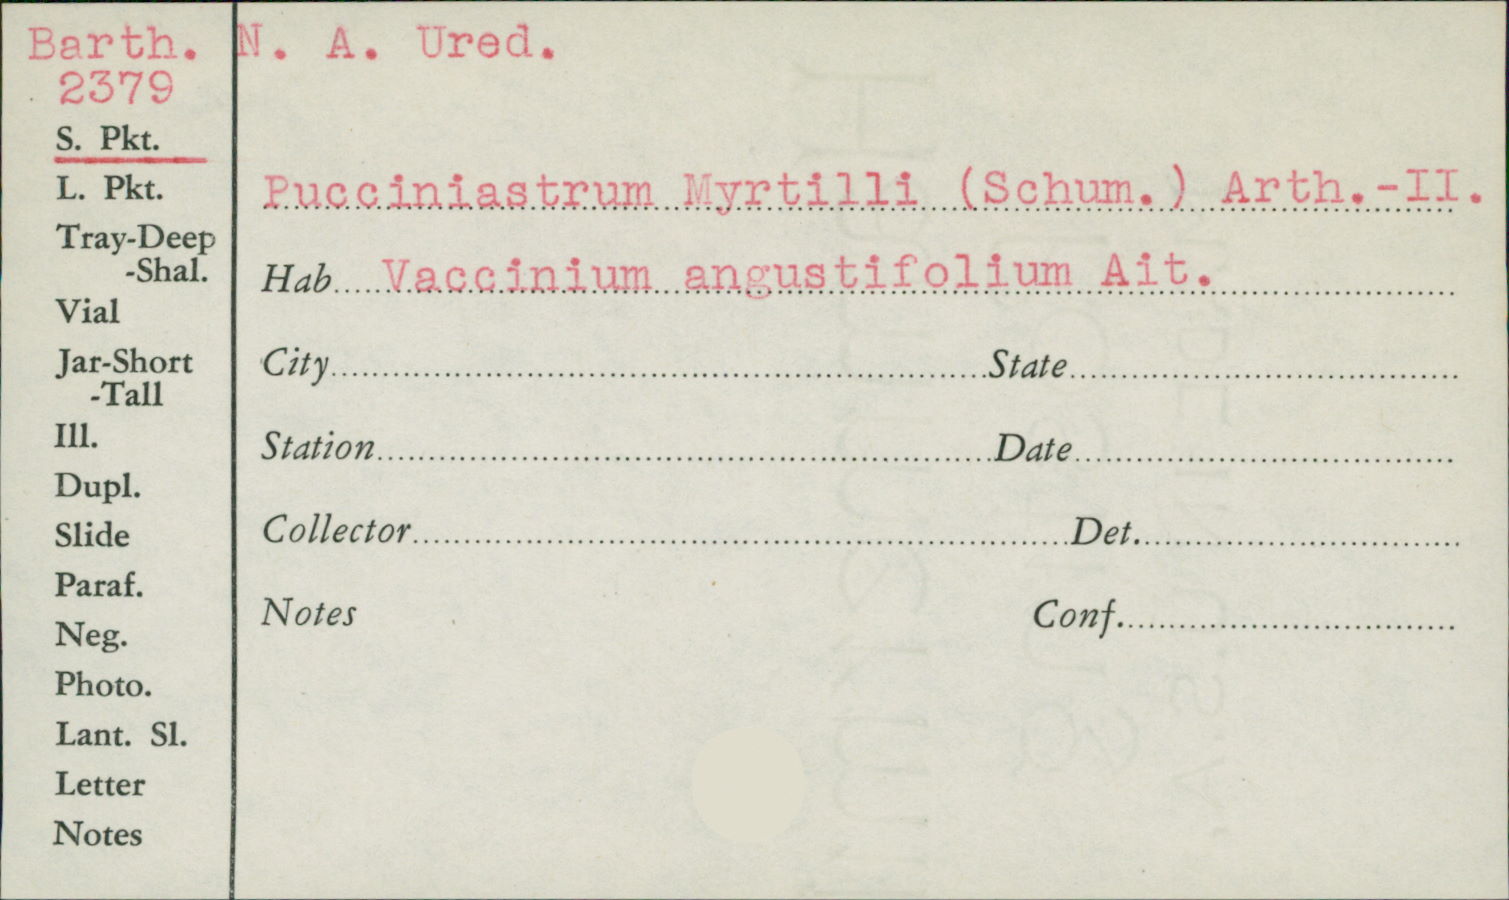 Barth. N. A. Ured.
2379
S. Pkt.
L. Pkt.
Tray-Deep
-Shal.
Vial
Jar-Short
-Tall
Ill.
Dupl.
Slide
Paraf.
Neg.
Photo.
Lant. Sl.
Letter
Notes
Pucciniastrum Myrtilli (Schum.) Arth.-II.
Hab Vaccinium angustifolium Ait.
City State
Station Date
Collector Det.
Notes Conf.